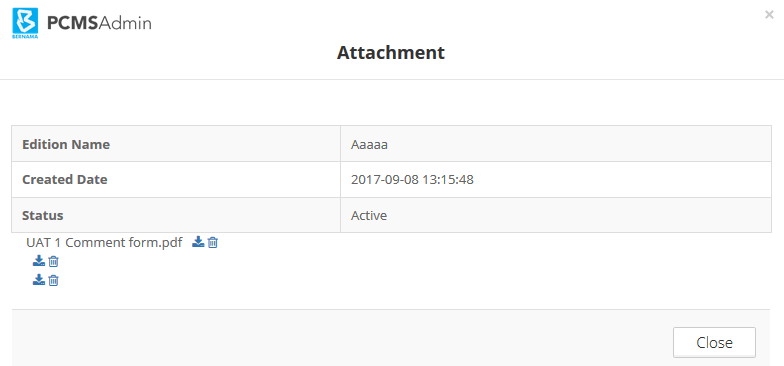 BERNAMA
PCMSAdmin
×
Attachment
Edition Name Aaaaa
Created Date 2017-09-08 13:15:48
Status Active
UAT 1 Comment form.pdf
Close